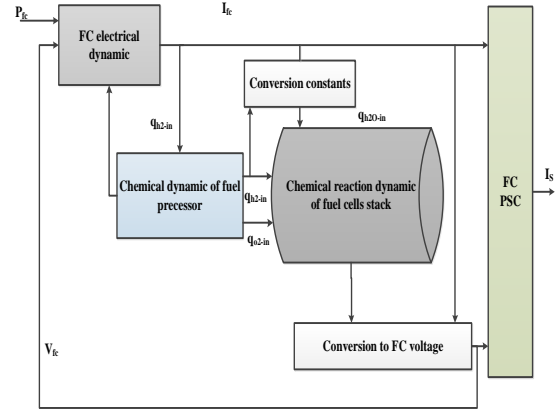 P_fc
I_fc
FC electrical
dynamic
Conversion constants
q_h2-in
q_h2O-in
Chemical dynamic of fuel
precessor
q_h2-in
q_o2-in
Chemical reaction dynamic
of fuel cells stack
FC
PSC
I_S
V_fc
Conversion to FC voltage